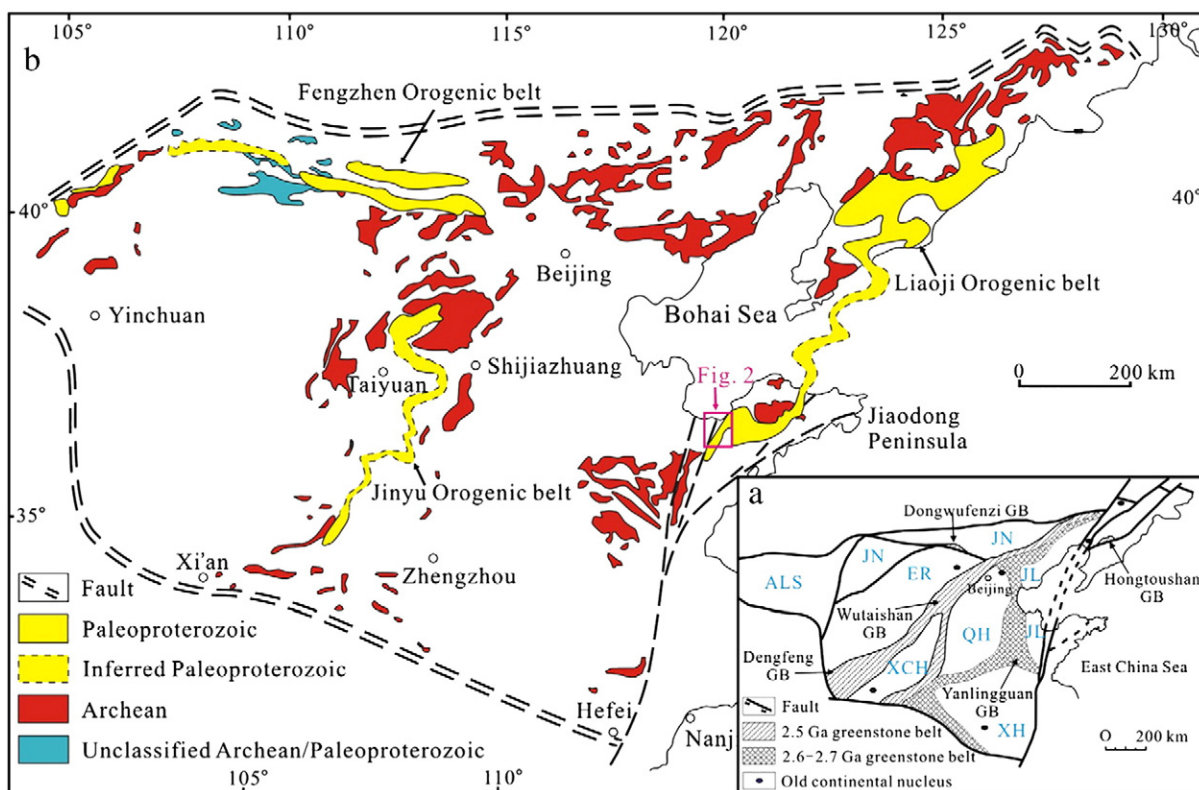 105° 110° 115° 120° 125° 130°
b
Fengzhen Orogenic belt
40° 40°
Beijing
Liaoji Orogenic belt
Yinchuan
Bohai Sea
Shijiazhuang
Taiyuan
Fig. 2
0 200 km
Jiaodong
Peninsula
Jinyu Orogenic belt
35°
Xi'an
Zhengzhou
Hefei
Nanj
Fault
Paleoproterozoic
Inferred Paleoproterozoic
Archean
Unclassified Archean/Paleoproterozoic
105° 110°
a
Dongwufenzi GB
JN
JN
ER
ALS
Beijing
JL
Hongtoushan
GB
Wutaishan
GB
QH
JL
Dengfeng
GB
XCH
East China Sea
Yanlingguan
GB
XH
Fault
2.5 Ga greenstone belt
2.6-2.7 Ga greenstone belt
Old continental nucleus
O 200 km